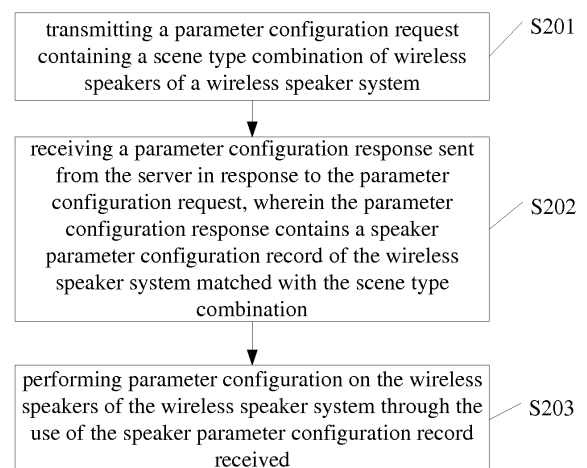 transmitting a parameter configuration request
containing a scene type combination of wireless
speakers of a wireless speaker system
S201
receiving a parameter configuration response sent
from the server in response to the parameter
configuration request, wherein the parameter
configuration response contains a speaker
parameter configuration record of the wireless
speaker system matched with the scene type
combination
S202
performing parameter configuration on the wireless
speakers of the wireless speaker system through the
use of the speaker parameter configuration record
received
S203